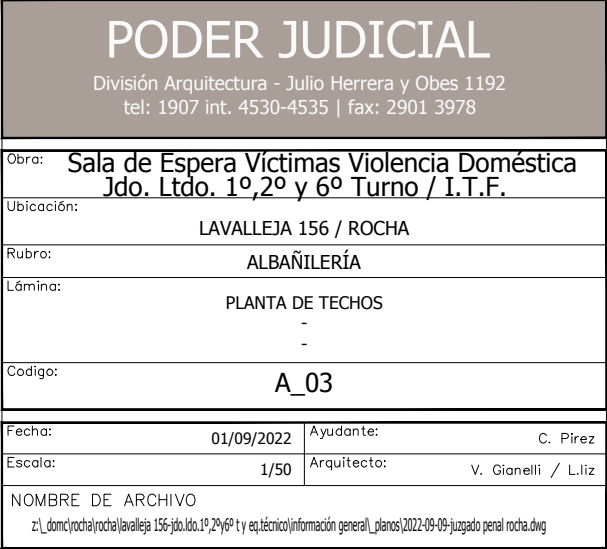 PODER JUDICIAL
División Arquitectura - Julio Herrera y Obes 1192
tel: 1907 int. 4530-4535 | fax: 2901 3978
Obra: Sala de Espera Víctimas Violencia Doméstica
Jdo. Ltdo. 1º,2º y 6º Turno / I.T.F.
Ubicación:
LAVALLEJA 156 / ROCHA
Rubro:
ALBAÑILERÍA
Lámina:
PLANTA DE TECHOS
-
-
Codigo:
A_03
Fecha: 01/09/2022 Ayudante: C. Pirez
Escala: 1/50 Arquitecto: V. Gianelli / L.liz
NOMBRE DE ARCHIVO
z:\_domc\rocha\rocha\lavalleja 156-jdo.ldo.1º,2ºy6º t y eq.técnico\información general\_planos\2022-09-09-juzgado penal rocha.dwg